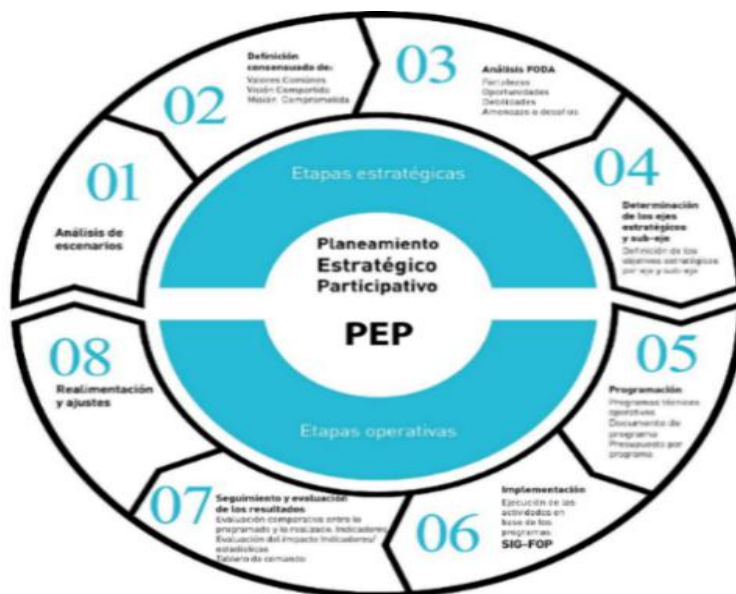 01
Análisis de
escenarios
02
Definición
consensuada de:
Valores Comunes
Visión Compartida
Misión Comprometida
03
Análisis FODA
Fortalezas
Oportunidades
Debilidades
Amenazas o desafíos
04
Determinación
de los ejes
estratégicos
y sub-eje
Definición de los
objetivos estratégicos
por eje y sub-eje
Etapas estratégicas
Planeamiento
Estratégico
Participativo
PEP
Etapas operativas
05
Programación
Programas técnicos
operativos
Documento de
programa
Presupuesto por
programa
06
Implementación
Ejecución de las
actividades en
base de los
programas
SIG-FOP
07
Seguimiento y evaluación
de los resultados
Evaluación comparativa entre lo
programado y lo realizado. Indicadores
Evaluación del impacto Indicadores/
estadísticas
Tablero de comando
08
Realimentación
y ajustes